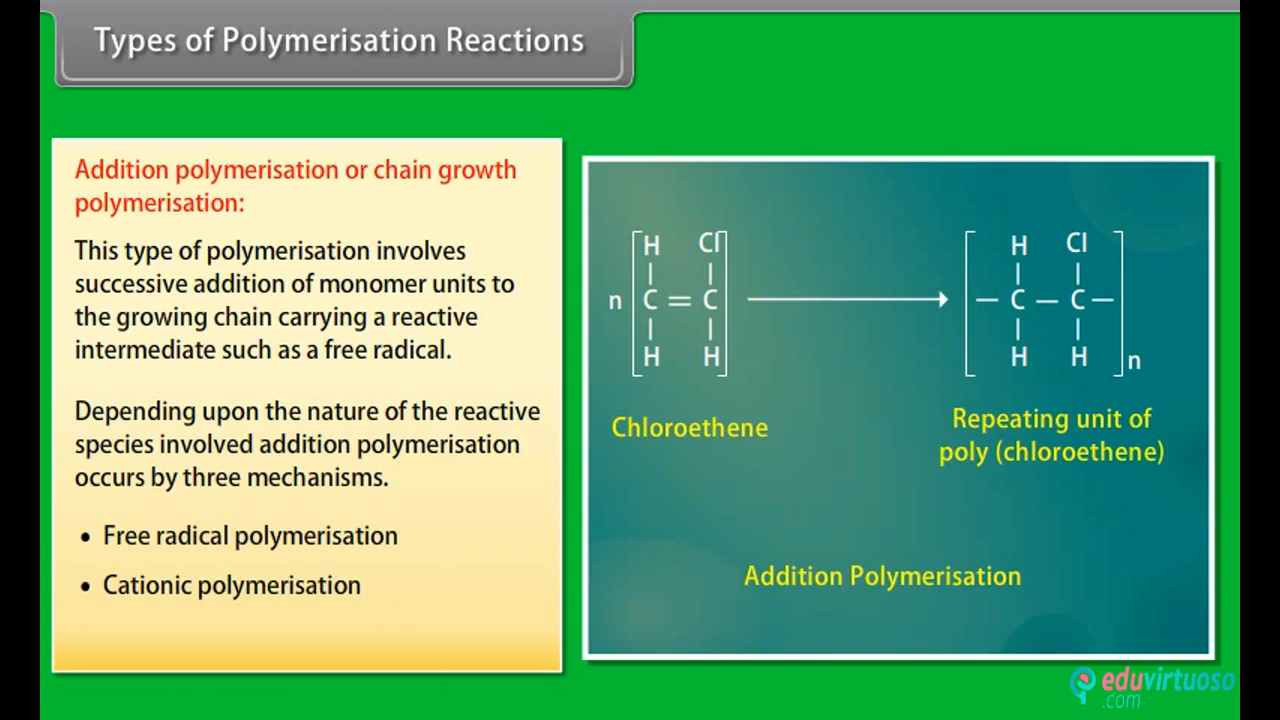 Types of Polymerisation Reactions
Addition polymerisation or chain growth
polymerisation:
This type of polymerisation involves
successive addition of monomer units to
the growing chain carrying a reactive
intermediate such as a free radical.
Depending upon the nature of the reactive
species involved addition polymerisation
occurs by three mechanisms.
• Free radical polymerisation
• Cationic polymerisation
H Cl
n C = C
H H
Chloroethene
H Cl
— C — C —
H H
n
Repeating unit of
poly (chloroethene)
Addition Polymerisation
eduvirtuoso
.com